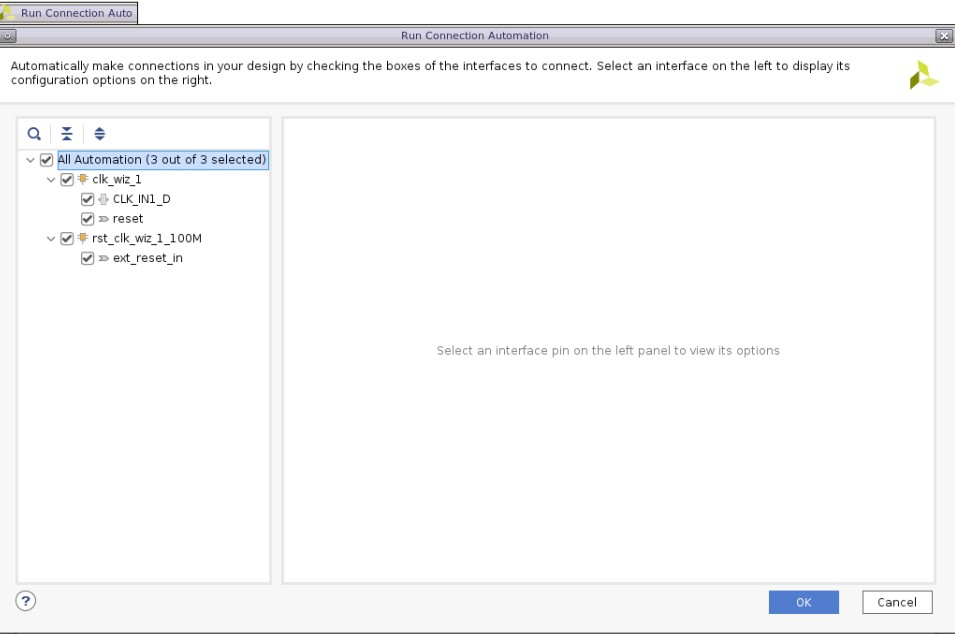 Run Connection Auto
Run Connection Automation
Automatically make connections in your design by checking the boxes of the interfaces to connect. Select an interface on the left to display its
configuration options on the right.
All Automation (3 out of 3 selected)
clk_wiz_1
CLK_IN1_D
reset
rst_clk_wiz_1_100M
ext_reset_in
Select an interface pin on the left panel to view its options
?
OK
Cancel